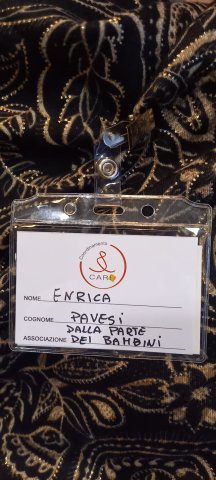 Coordinamento
CARE
NOME ENRICA
COGNOME PAVESI
DALLA PARTE
ASSOCIAZIONE DEI BAMBINI